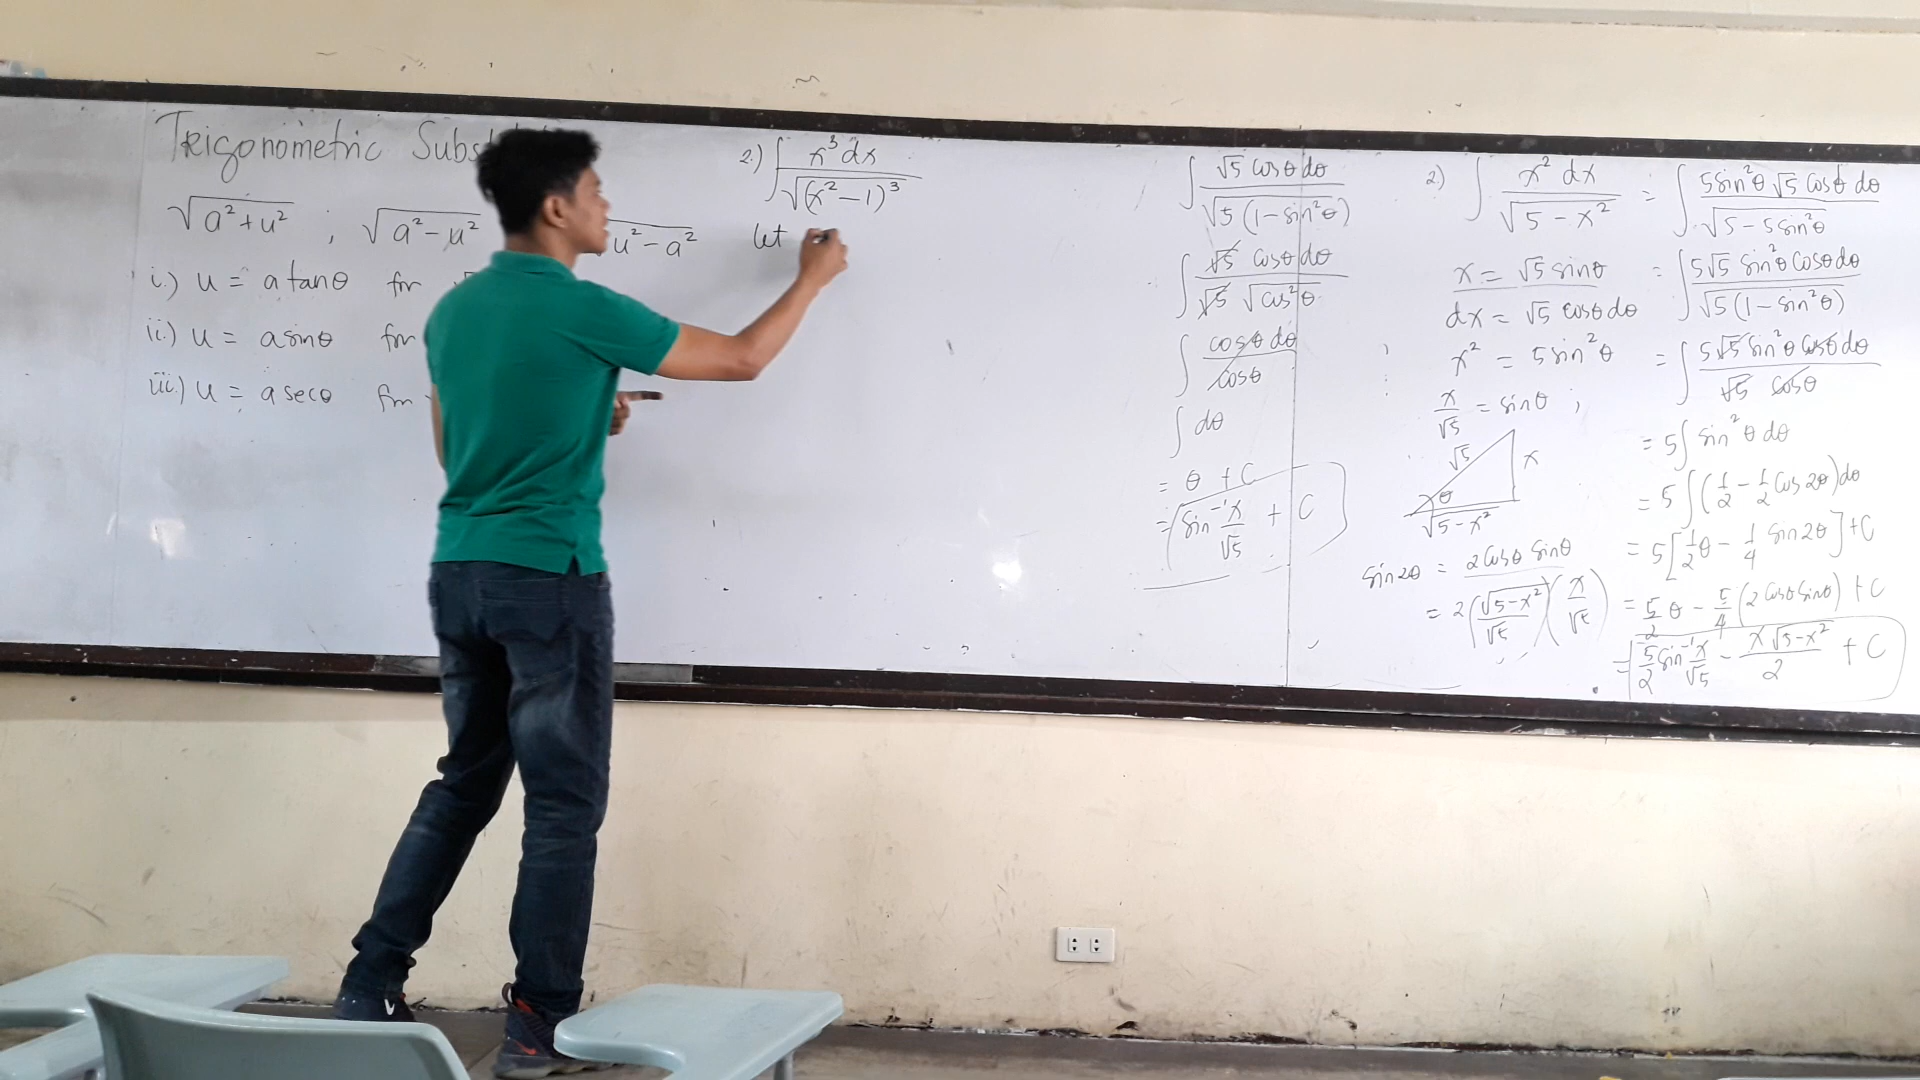 Trigonometric Subst
√(a²+u²) ; √(a²-u²) u²-a²
i.) u = a tanθ for
ii.) u = a sinθ for
iii.) u = a secθ for
2.) ∫ x³dx / √(x²-1)³
let
∫ √5 cosθ dθ / √5 (1-sin²θ)
∫ √5 cosθ dθ / √5 √cos²θ
∫ cosθ dθ / cosθ
∫ dθ
= θ + C
= sin⁻¹ x/√5 + C
2.) ∫ x² dx / √(5-x²) = ∫ 5sin²θ √5 cosθ dθ / √(5-5sin²θ)
x = √5 sinθ = ∫ 5√5 sin²θ cosθ dθ / √5 (1-sin²θ)
dx = √5 cosθ dθ
x² = 5 sin²θ = ∫ 5√5 sin²θ cosθ dθ / √5 cosθ
x/√5 = sinθ ;
= 5∫ sin²θ dθ
√5 x
θ
√(5-x²)
= 5 ∫ (1/2 - 1/2 cos 2θ) dθ
= 5[1/2 θ - 1/4 sin2θ] + C
sin2θ = 2cosθ sinθ
= 2(√(5-x²)/√5)(x/√5)
= 5/2 θ - 5/4 (2 cosθ sinθ) + C
= 5/2 sin⁻¹ x/√5 - x√(5-x²)/2 + C